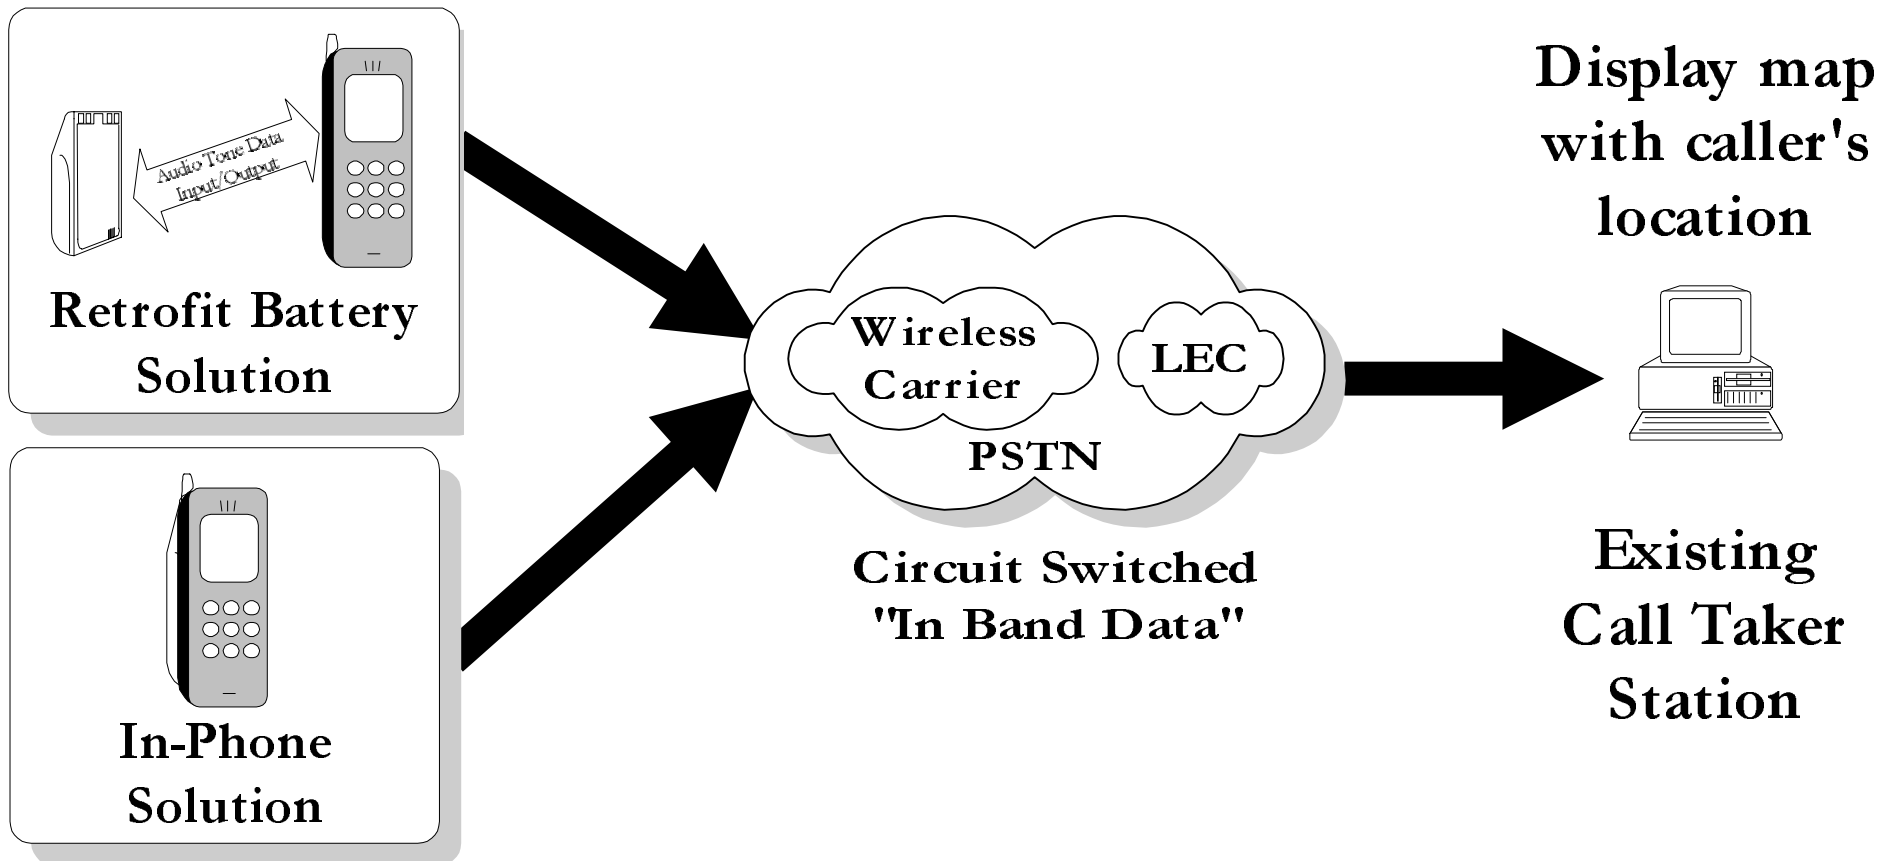 Audio Tone Data
Input/Output
Retrofit Battery
Solution
In-Phone
Solution
Wireless
Carrier
LEC
PSTN
Circuit Switched
"In Band Data"
Display map
with caller's
location
Existing
Call Taker
Station